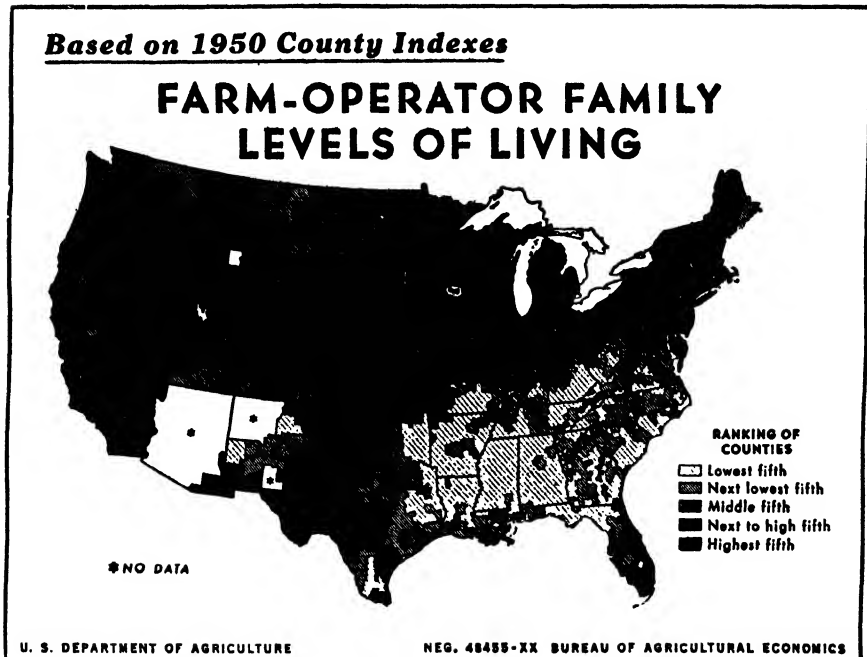 Based on 1950 County Indexes
FARM-OPERATOR FAMILY
LEVELS OF LIVING
*
*
*
RANKING OF
COUNTIES
Lowest fifth
Next lowest fifth
Middle fifth
Next to high fifth
Highest fifth
*NO DATA
U. S. DEPARTMENT OF AGRICULTURE NEG. 48455-XX BUREAU OF AGRICULTURAL ECONOMICS